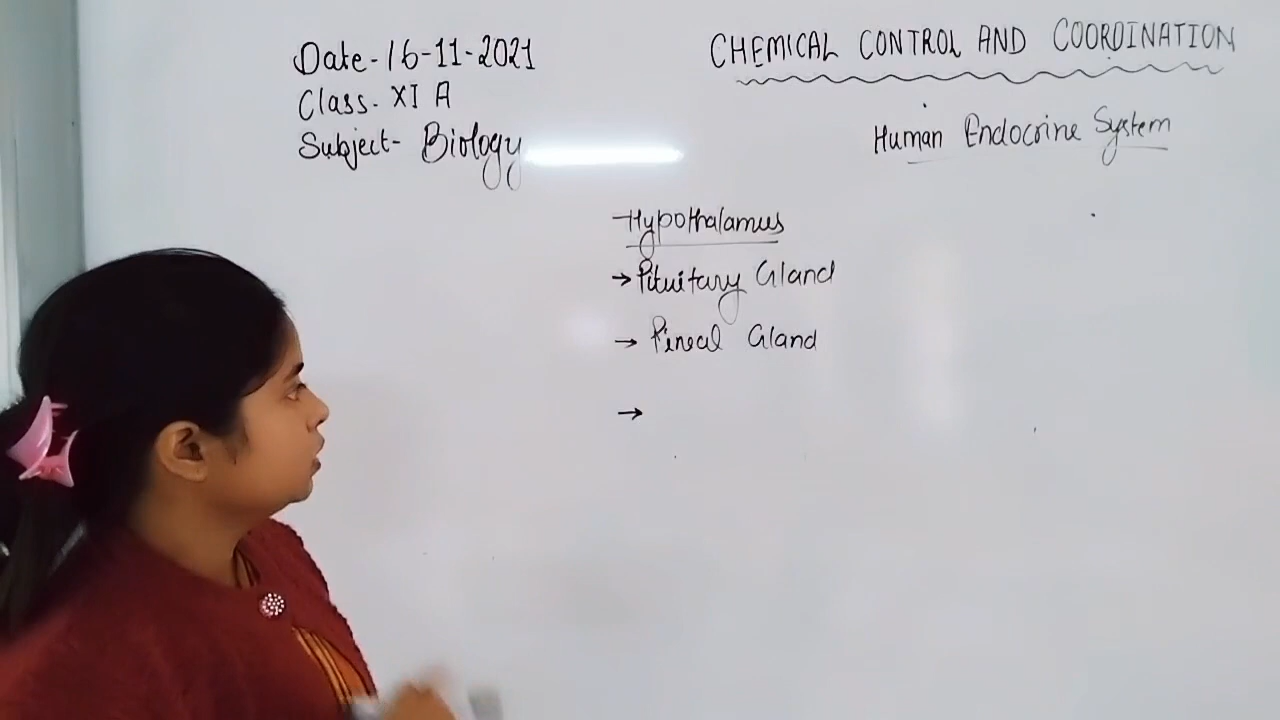 Date-16-11-2021
Class- XI A
Subject- Biology
CHEMICAL CONTROL AND COORDINATION
Human Endocrine System
Hypothalamus
→ Pituitary Gland
→ Pineal Gland
→